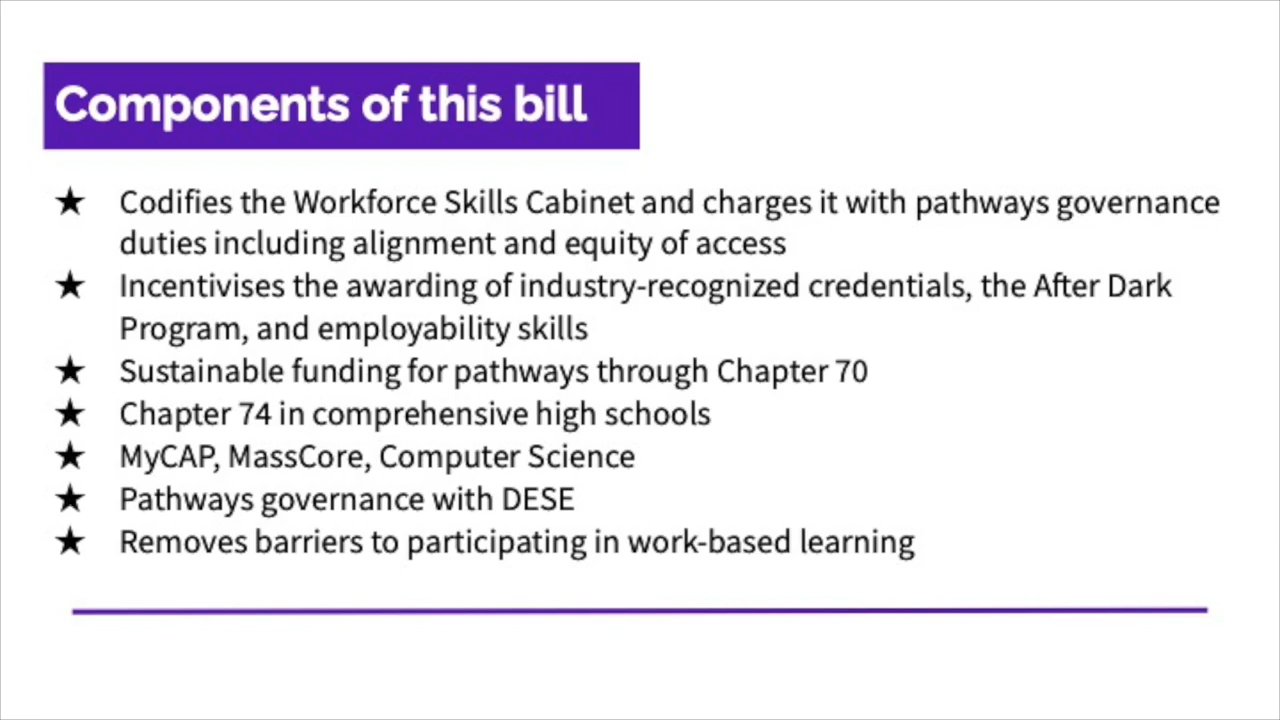 Components of this bill
★ Codifies the Workforce Skills Cabinet and charges it with pathways governance
duties including alignment and equity of access
★ Incentivises the awarding of industry-recognized credentials, the After Dark
Program, and employability skills
★ Sustainable funding for pathways through Chapter 70
★ Chapter 74 in comprehensive high schools
★ MyCAP, MassCore, Computer Science
★ Pathways governance with DESE
★ Removes barriers to participating in work-based learning